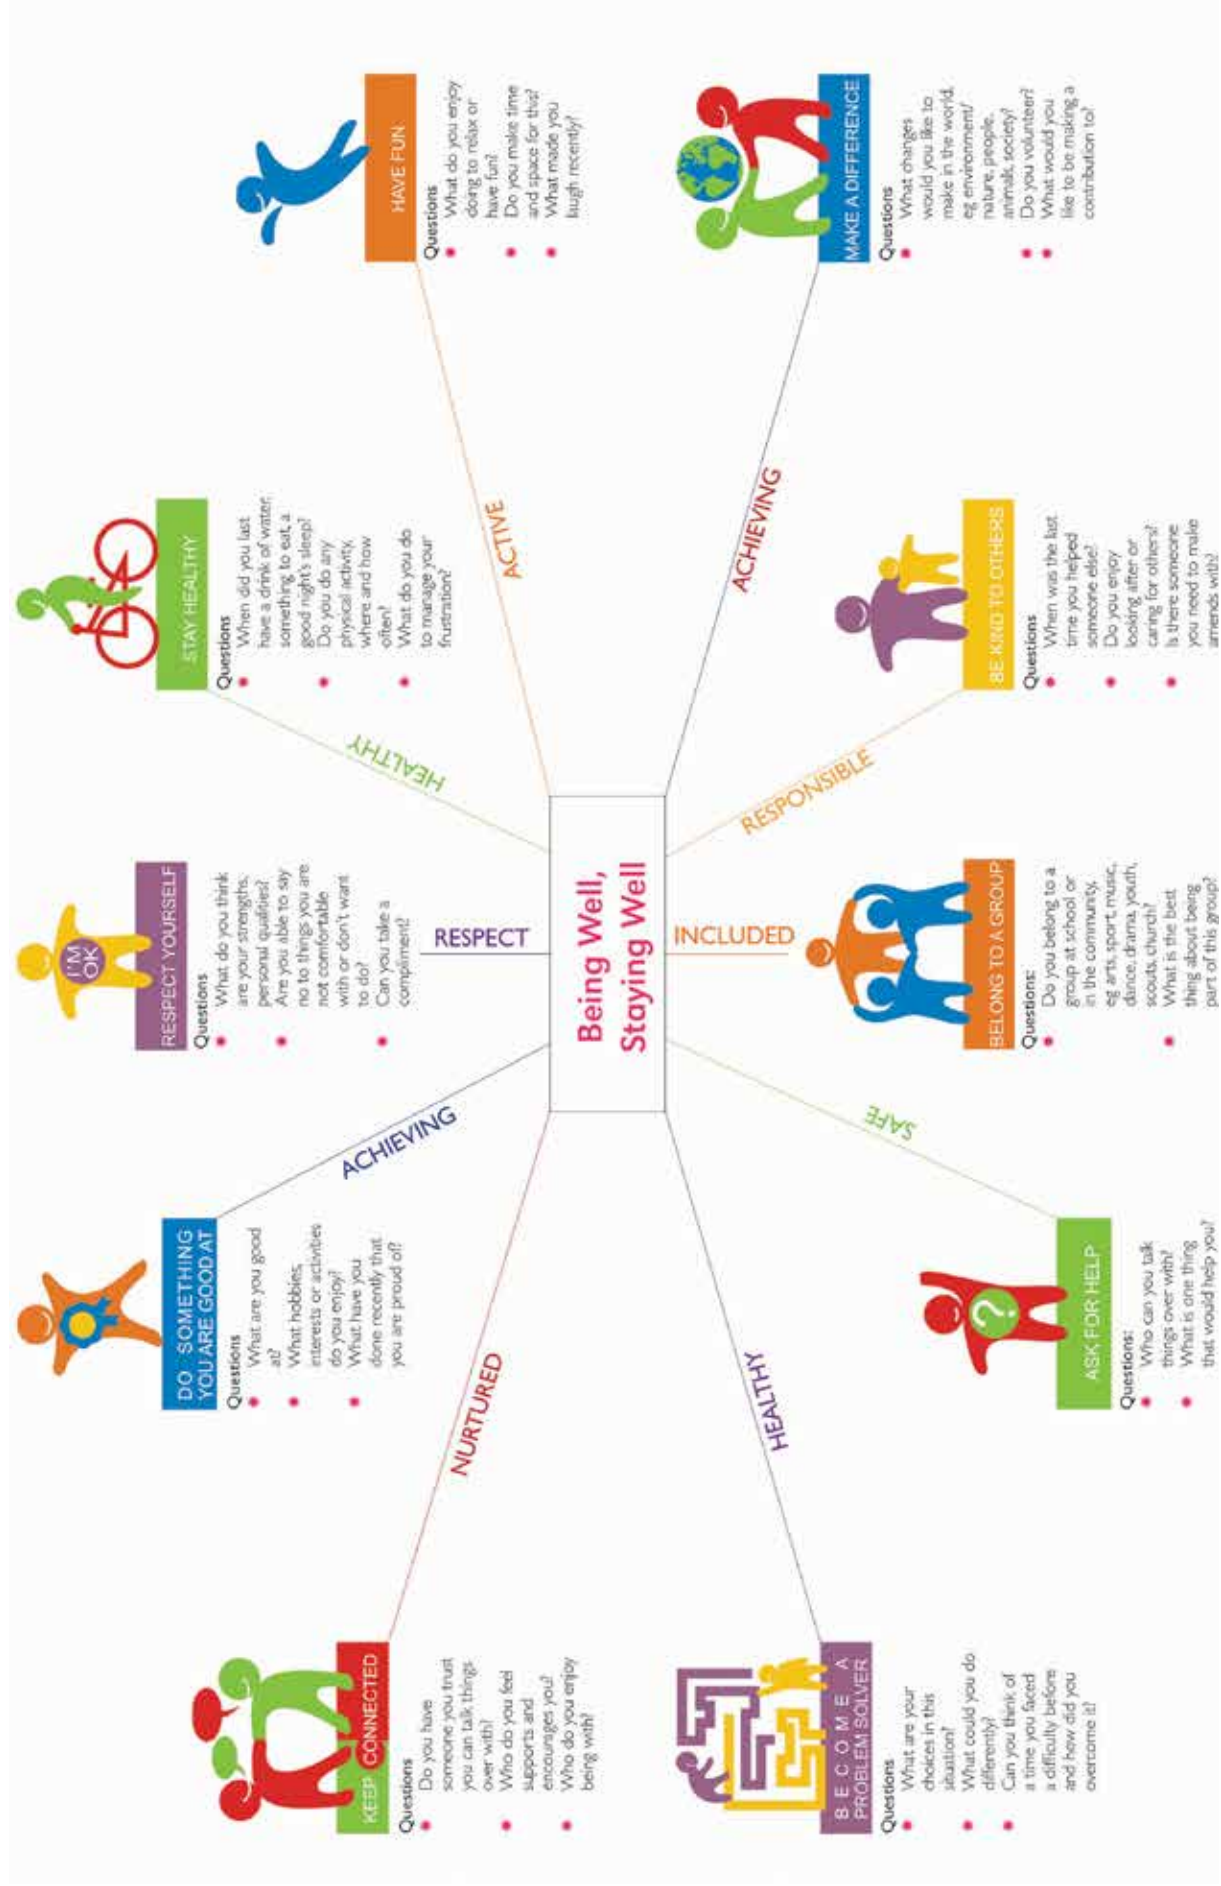 KEEP CONNECTED
Questions
Do you have
someone you trust
you can talk things
over with?
Who do you feel
supports and
encourages you?
Who do you enjoy
being with?
NURTURED
DO SOMETHING
YOU ARE GOOD AT
Questions
What are you good
at?
What hobbies,
interests or activities
do you enjoy?
What have you
done recently that
you are proud of?
ACHIEVING
I'M
OK
RESPECT YOURSELF
Questions
What do you think
are your strengths,
personal qualities?
Are you able to say
no to things you are
not comfortable
with or don't want
to do?
Can you take a
compliment?
RESPECT
STAY HEALTHY
Questions
When did you last
have a drink of water,
something to eat, a
good night's sleep?
Do you do any
physical activity,
where and how
often?
What do you do
to manage your
frustration?
HEALTHY
HAVE FUN
Questions
What do you enjoy
doing to relax or
have fun?
Do you make time
and space for this?
What made you
laugh recently?
ACTIVE
Being Well,
Staying Well
HEALTHY
BECOME A
PROBLEM SOLVER
Questions
What are your
choices in this
situation?
What could you do
differently?
Can you think of
a time you faced
a difficulty before
and how did you
overcome it?
SAFE
?
ASK FOR HELP
Questions:
Who can you talk
things over with?
What is one thing
that would help you?
INCLUDED
BELONG TO A GROUP
Questions:
Do you belong to a
group at school or
in the community,
eg arts, sport, music,
dance, drama, youth,
scouts, church?
What is the best
thing about being
part of this group?
RESPONSIBLE
BE KIND TO OTHERS
Questions
When was the last
time you helped
someone else?
Do you enjoy
looking after or
caring for others?
Is there someone
you need to make
amends with?
ACHIEVING
MAKE A DIFFERENCE
Questions
What changes
would you like to
make in the world,
eg environment/
nature, people,
animals, society?
Do you volunteer?
What would you
like to be making a
contribution to?